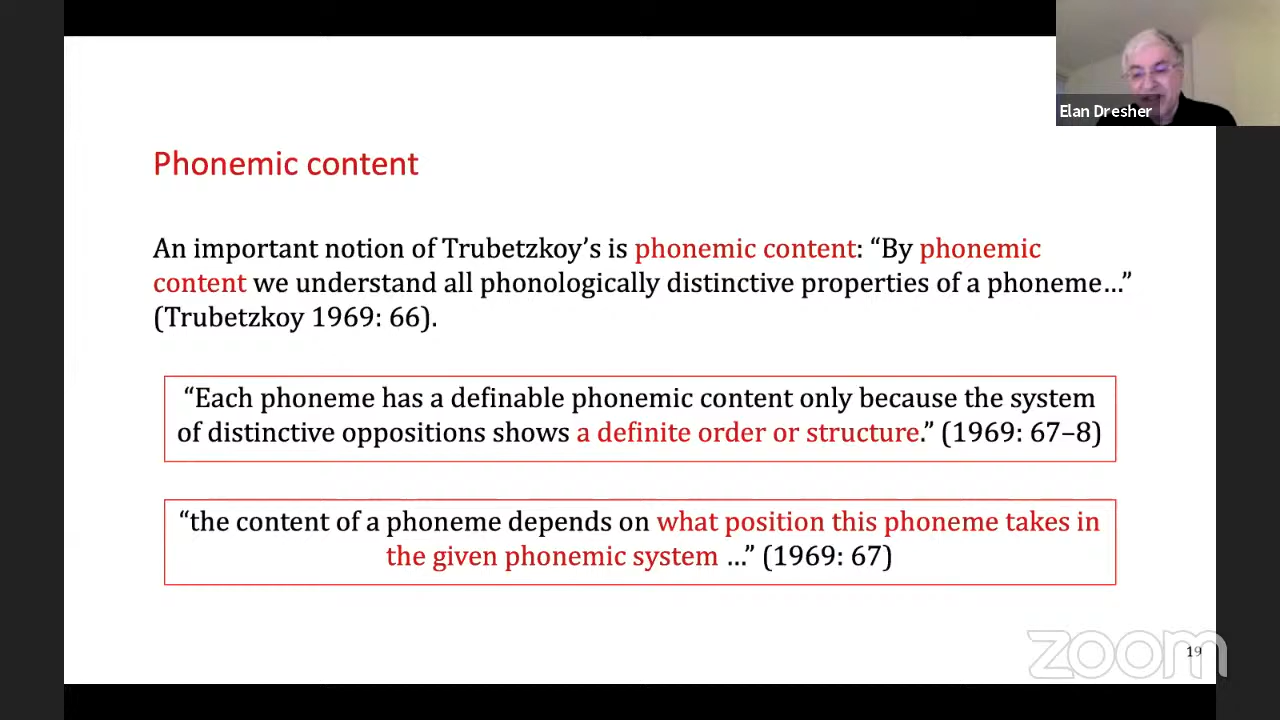 Elan Dresher
Phonemic content
An important notion of Trubetzkoy’s is phonemic content: “By phonemic
content we understand all phonologically distinctive properties of a phoneme…”
(Trubetzkoy 1969: 66).
“Each phoneme has a definable phonemic content only because the system
of distinctive oppositions shows a definite order or structure.” (1969: 67–8)
“the content of a phoneme depends on what position this phoneme takes in
the given phonemic system …” (1969: 67)
zoom
19